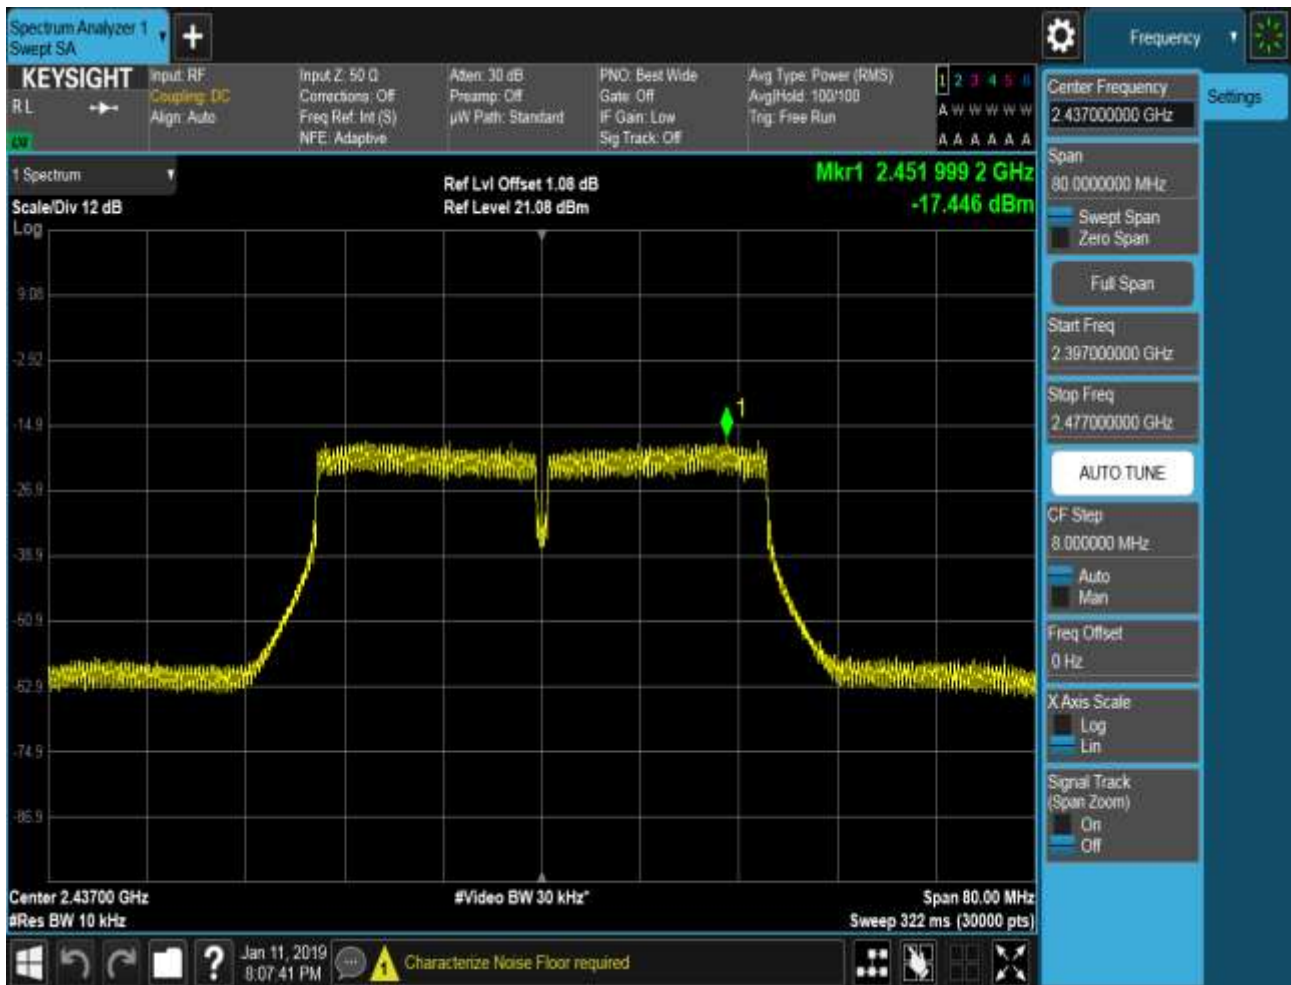 Spectrum Analyzer 1
Swept SA
Frequency
KEYSIGHT
R L
Input: RF
Coupling: DC
Align: Auto
Input Z: 50 Ω
Corrections: Off
Freq Ref: Int (S)
NFE: Adaptive
Atten: 30 dB
Preamp: Off
µW Path: Standard
PNO: Best Wide
Gate: Off
IF Gain: Low
Sig Track: Off
Avg Type: Power (RMS)
Avg|Hold: 100/100
Trig: Free Run
1 2 3 4 5 6
A W W W W W
A A A A A A
Center Frequency
2.437000000 GHz
Settings
Span
80.0000000 MHz
Swept Span
Zero Span
Full Span
Start Freq
2.397000000 GHz
Stop Freq
2.477000000 GHz
AUTO TUNE
CF Step
8.000000 MHz
Auto
Man
Freq Offset
0 Hz
X Axis Scale
Log
Lin
Signal Track
(Span Zoom)
On
Off
1 Spectrum
Scale/Div 12 dB
Log
Ref Lvl Offset 1.08 dB
Ref Level 21.08 dBm
Mkr1 2.451 999 2 GHz
-17.446 dBm
9.08
-2.92
1
-14.9
-26.9
-38.9
-50.9
-62.9
-74.9
-86.9
Center 2.43700 GHz
#Video BW 30 kHz*
Span 80.00 MHz
#Res BW 10 kHz
Sweep 322 ms (30000 pts)
?
Jan 11, 2019
8:07:41 PM
1
Characterize Noise Floor required